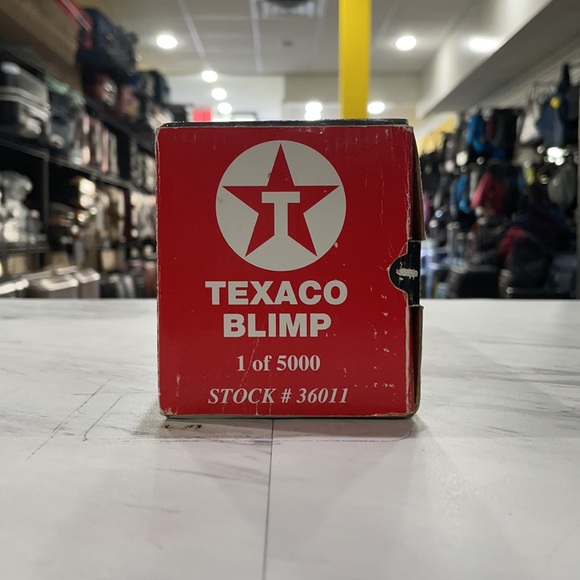 T
TEXACO
BLIMP
1 of 5000
STOCK # 36011